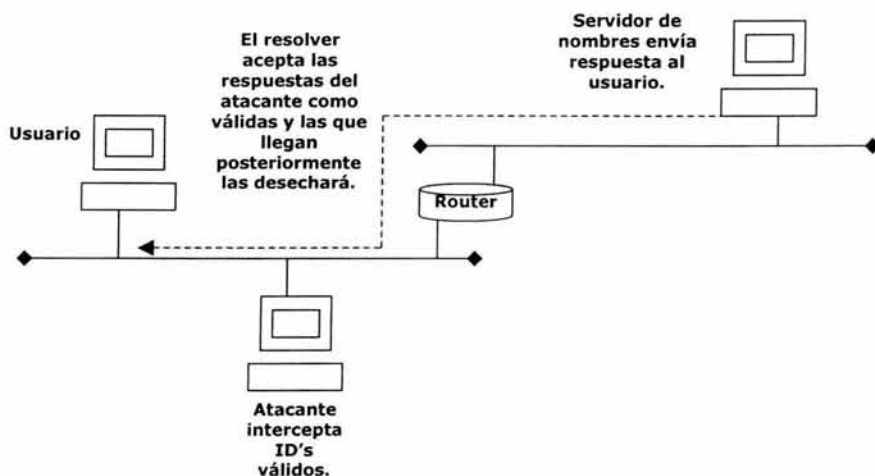 El resolver
acepta las
respuestas del
atacante como
válidas y las que
llegan
posteriormente
las desechará.
Servidor de
nombres envía
respuesta al
usuario.
Usuario
Router
Atacante
intercepta
ID's
válidos.